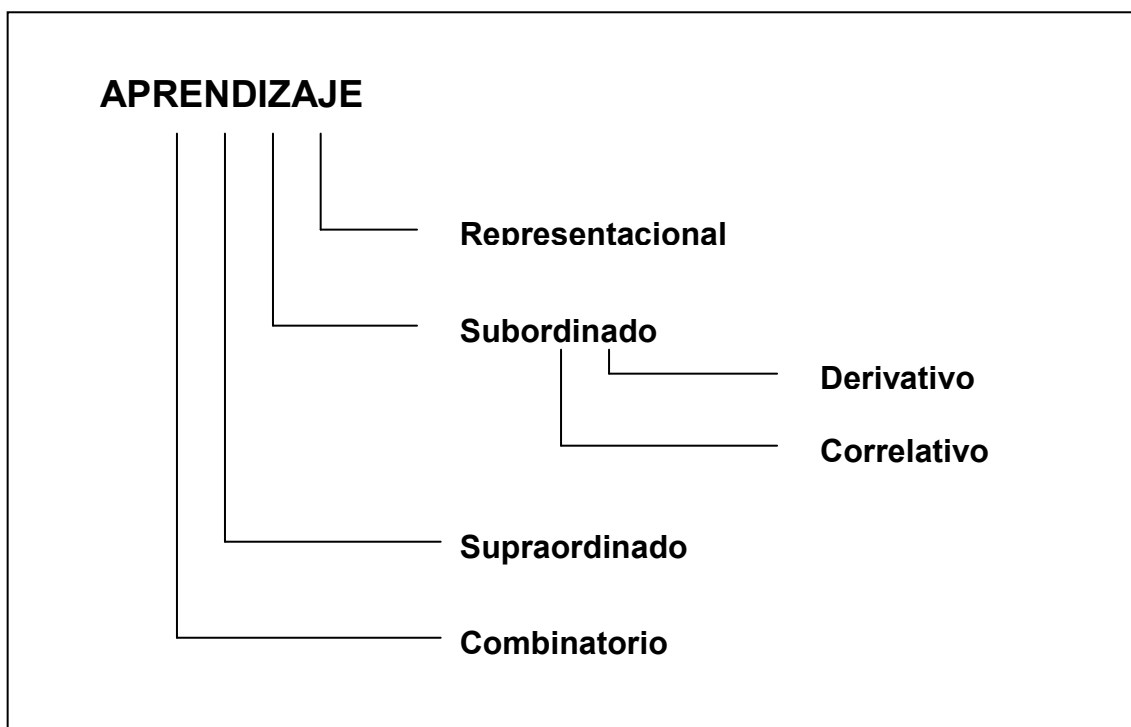 APRENDIZAJE
Representacional
Subordinado
Derivativo
Correlativo
Supraordinado
Combinatorio